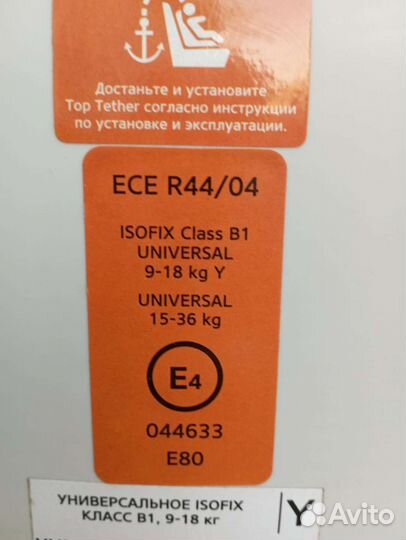 Достаньте и установите
Top Tether согласно инструкции
по установке и эксплуатации.
ECE R44/04
ISOFIX Class B1
UNIVERSAL
9-18 kg Y
UNIVERSAL
15-36 kg
E4
044633
E80
УНИВЕРСАЛЬНОЕ ISOFIX
КЛАСС В1, 9-18 кг
Y
Avito